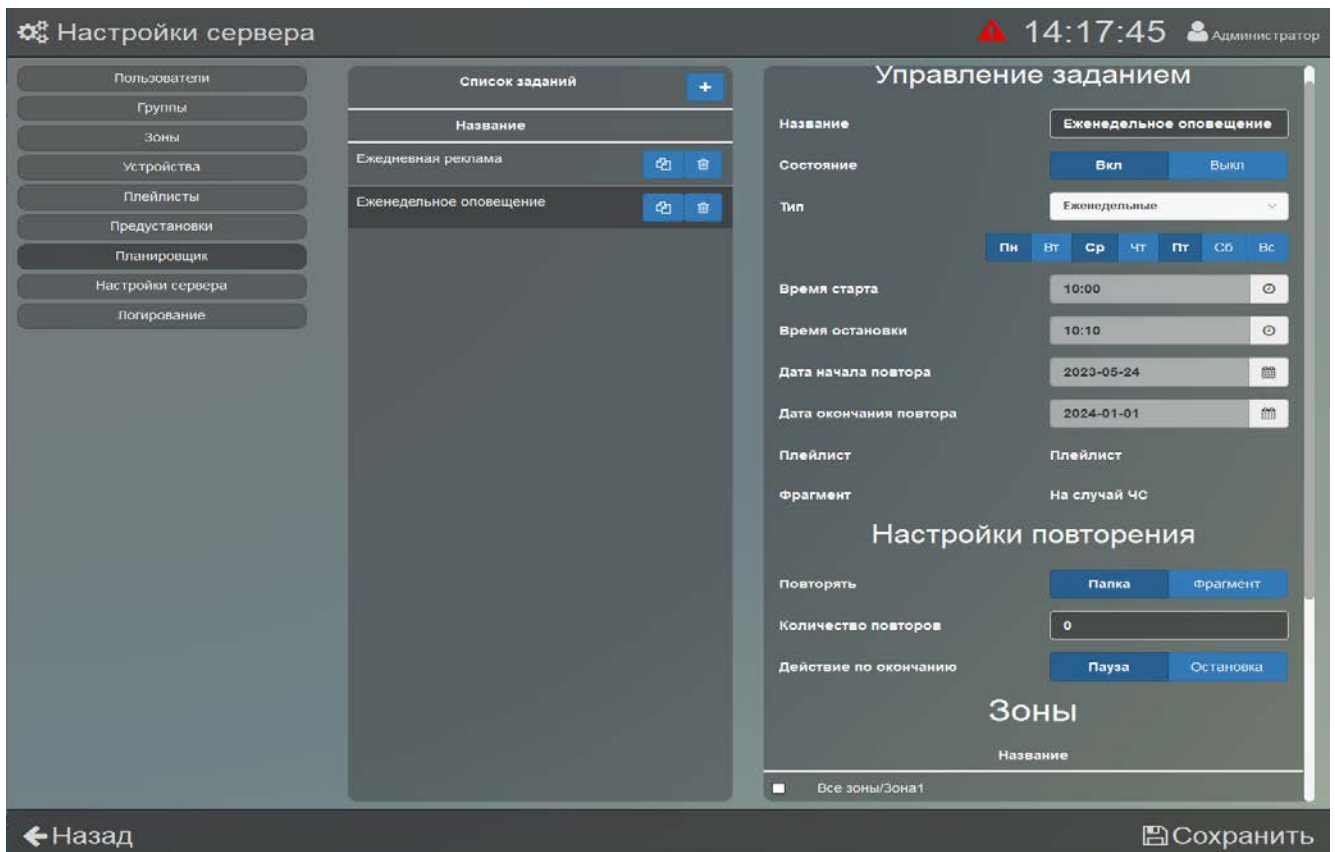 Настройки сервера
14:17:45 Администратор
Пользователи
Группы
Зоны
Устройства
Плейлисты
Предустановки
Планировщик
Настройки сервера
Логирование
Список заданий +
Название
Ежедневная реклама
Еженедельное оповещение
Управление заданием
Название Еженедельное оповещение
Состояние Вкл Выкл
Тип Еженедельные
Пн Вт Ср Чт Пт Сб Вс
Время старта 10:00
Время остановки 10:10
Дата начала повтора 2023-05-24
Дата окончания повтора 2024-01-01
Плейлист Плейлист
Фрагмент На случай ЧС
Настройки повторения
Повторять Папка Фрагмент
Количество повторов 0
Действие по окончанию Пауза Остановка
Зоны
Название
Все зоны/Зона1
Назад
Сохранить